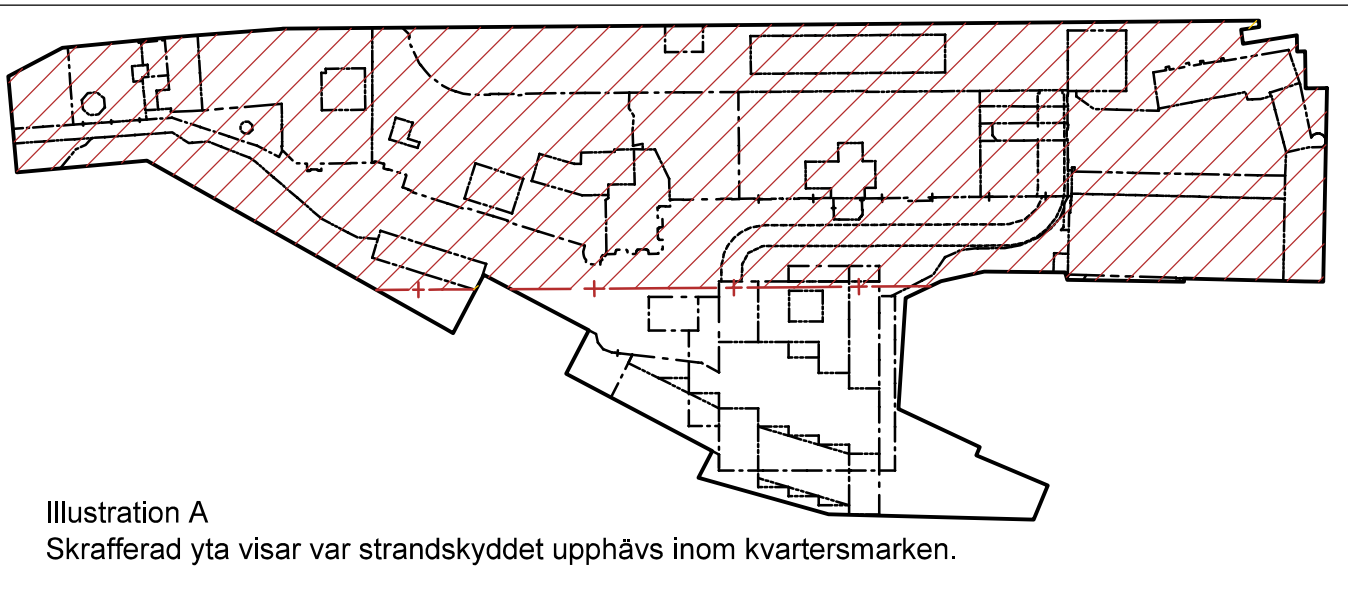 Illustration A
Skrafferad yta visar var strandskyddet upphävs inom kvartersmarken.